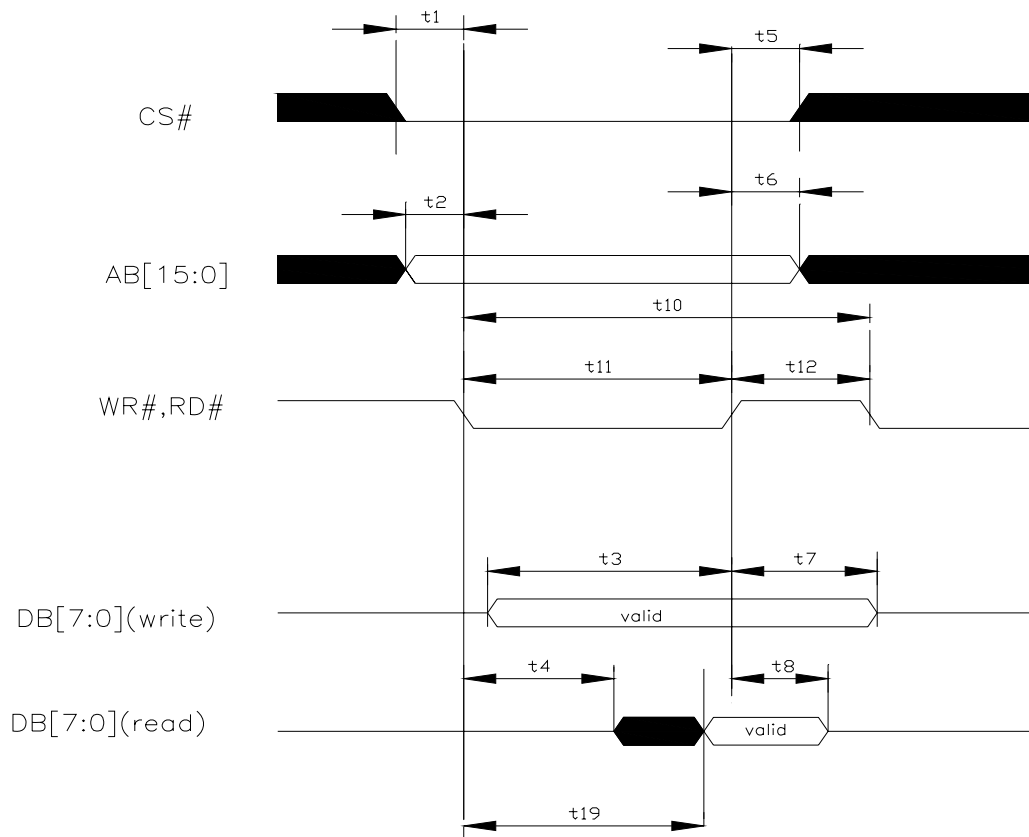 t1
t5
CS#
t6
t2
AB[15:0]
t10
t11
t12
WR#,RD#
t3
t7
DB[7:0](write)
valid
t4
t8
DB[7:0](read)
valid
t19